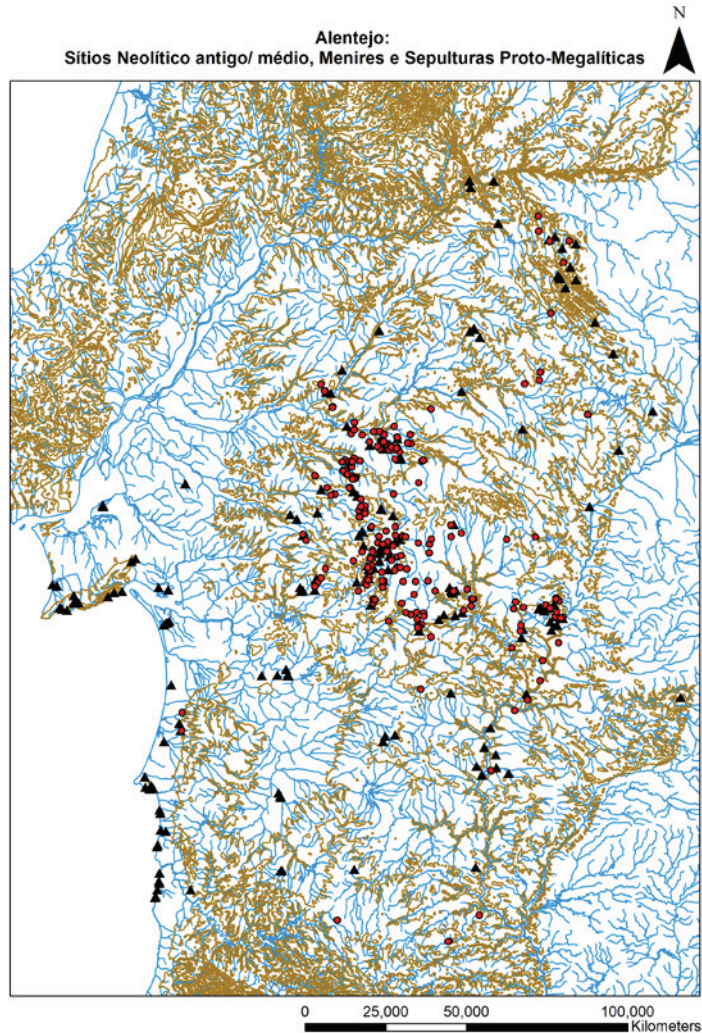 N
Alentejo:
Sítios Neolítico antigo/ médio, Menires e Sepulturas Proto-Megalíticas
0 25,000 50,000 100,000
Kilometers